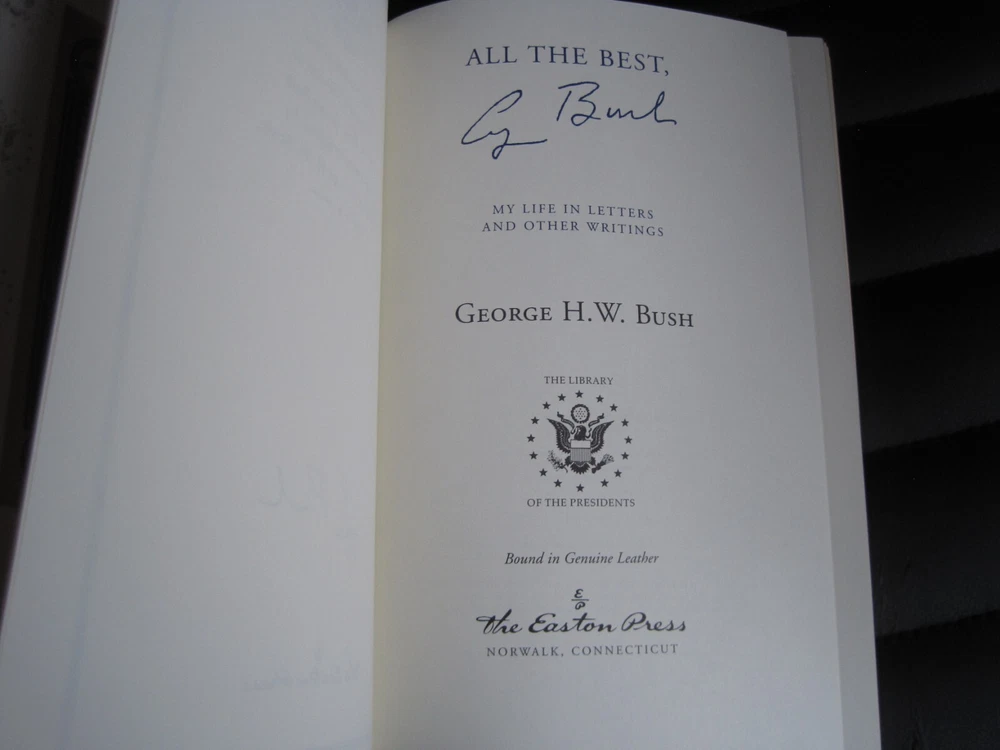 ALL THE BEST,
G Bush
MY LIFE IN LETTERS
AND OTHER WRITINGS
GEORGE H.W. BUSH
THE LIBRARY
OF THE PRESIDENTS
Bound in Genuine Leather
EP
the Easton Press
NORWALK, CONNECTICUT